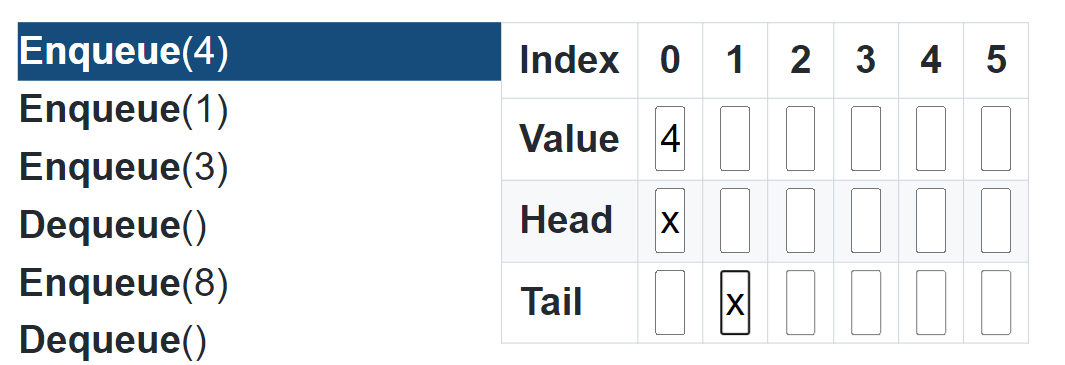 Enqueue(4)
Enqueue(1)
Enqueue(3)
Dequeue()
Enqueue(8)
Dequeue()
Index 0 1 2 3 4 5
Value 4
Head x
Tail x